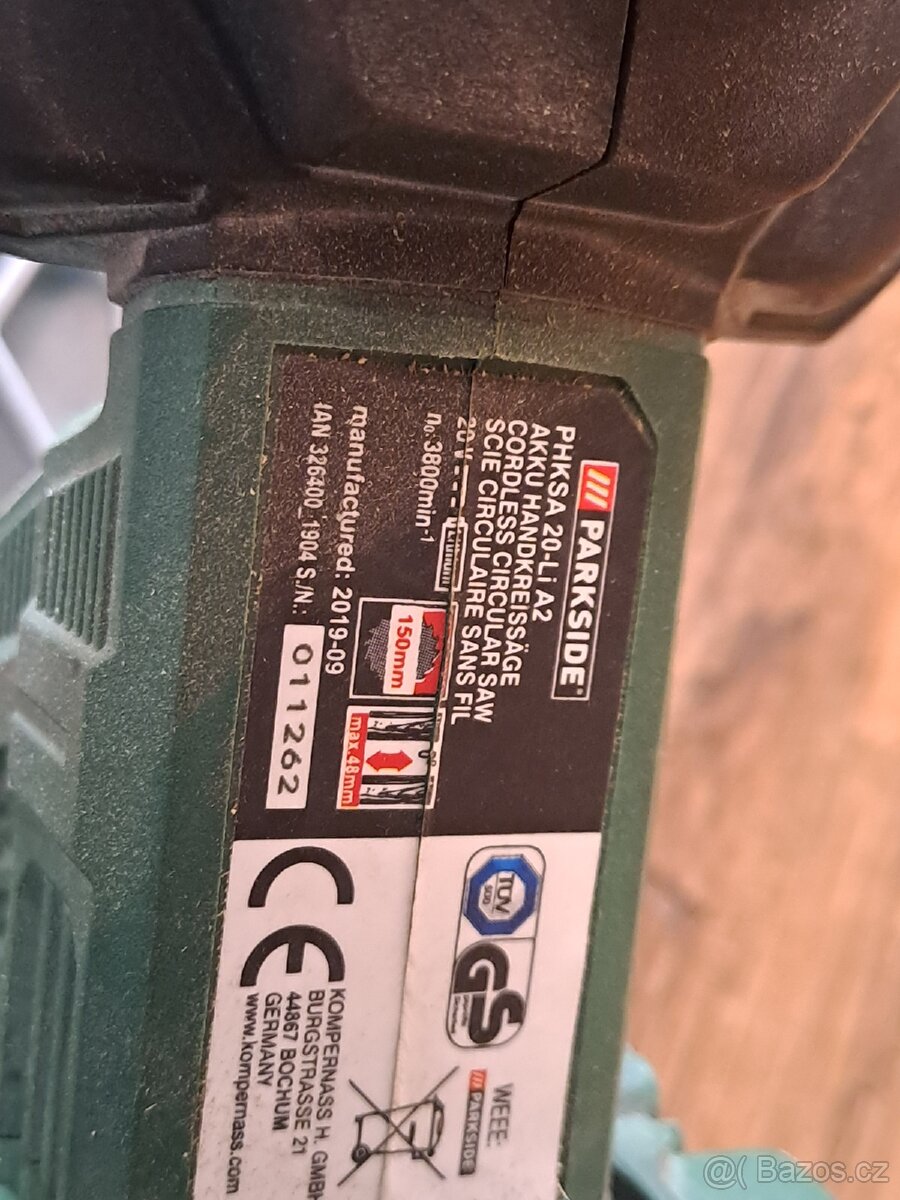 PARKSIDE®
PHKSA 20-Li A2
AKKU HANDKREISSÄGE
CORDLESS CIRCULAR SAW
SCIE CIRCULAIRE SANS FIL
20 V
n₀: 3800min⁻¹
150mm
0°
max.48mm
manufactured: 2019-09
IAN 326400_1904 S./N.:
011262
TÜV
SÜD
GS
CE
KOMPERNASS H. GMBH
BURGSTRASSE 21
44867 BOCHUM
GERMANY
www.kompernass.com
WEEE:
PARKSIDE
@( Bazos.cz